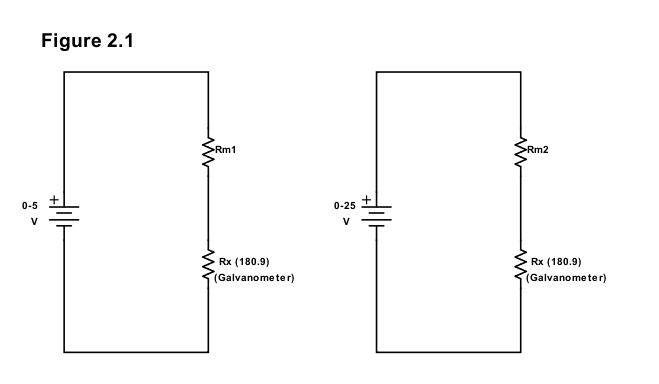 Figure 2.1
Rm1
0-5
V
+
Rx (180.9)
(Galvanometer)
Rm2
0-25
V
+
Rx (180.9)
(Galvanometer)